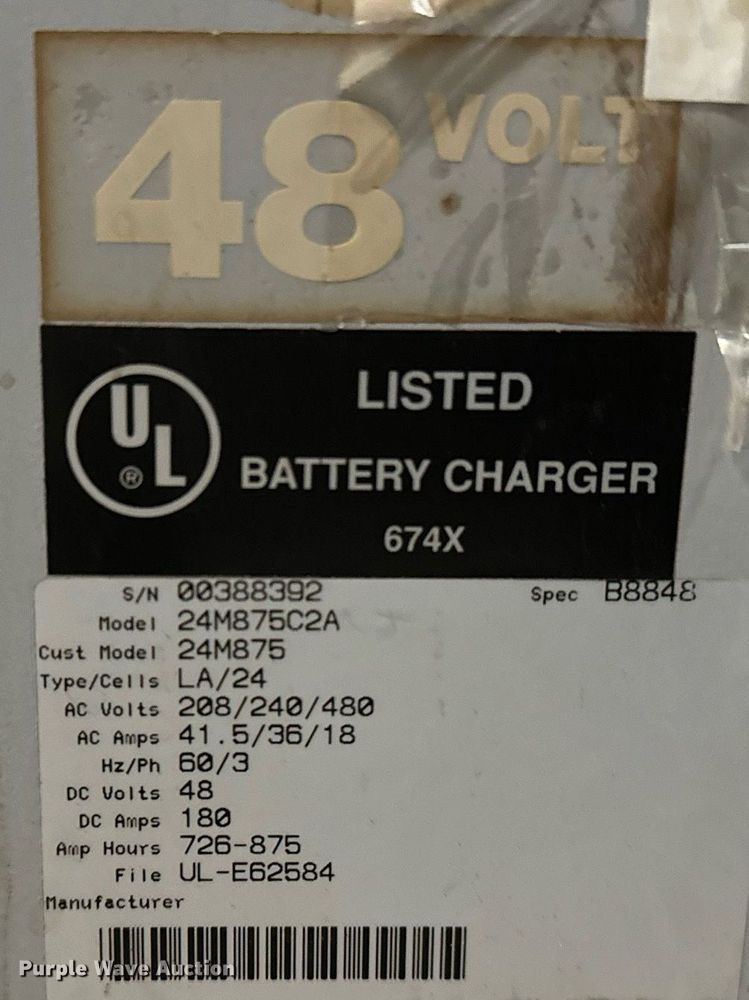 48 VOLT
UL
®
LISTED
BATTERY CHARGER
674X
S/N 00388392 Spec B8848
Model 24M875C2A
Cust Model 24M875
Type/Cells LA/24
AC Volts 208/240/480
AC Amps 41.5/36/18
Hz/Ph 60/3
DC Volts 48
DC Amps 180
Amp Hours 726-875
File UL-E62584
Manufacturer
Purple Wave Auction